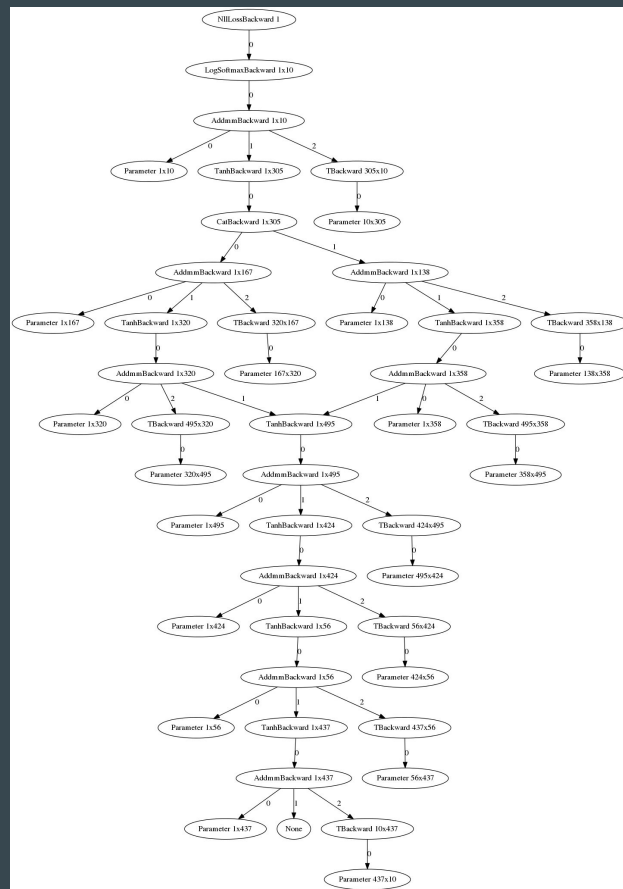 NllLossBackward 1
0
LogSoftmaxBackward 1x10
0
AddmmBackward 1x10
0 1 2
Parameter 1x10 TanhBackward 1x305 TBackward 305x10
0 0
CatBackward 1x305 Parameter 10x305
0 1
AddmmBackward 1x167 AddmmBackward 1x138
0 1 2 0 1 2
Parameter 1x167 TanhBackward 1x320 TBackward 320x167 Parameter 1x138 TanhBackward 1x358 TBackward 358x138
0 0 0 0
AddmmBackward 1x320 Parameter 167x320 AddmmBackward 1x358 Parameter 138x358
0 2 1 1 0 2
Parameter 1x320 TBackward 495x320 TanhBackward 1x495 Parameter 1x358 TBackward 495x358
0 0 0
Parameter 320x495 AddmmBackward 1x495 Parameter 358x495
0 1 2
Parameter 1x495 TanhBackward 1x424 TBackward 424x495
0 0
AddmmBackward 1x424 Parameter 495x424
0 1 2
Parameter 1x424 TanhBackward 1x56 TBackward 56x424
0 0
AddmmBackward 1x56 Parameter 424x56
0 1 2
Parameter 1x56 TanhBackward 1x437 TBackward 437x56
0 0
AddmmBackward 1x437 Parameter 56x437
0 1 2
Parameter 1x437 None TBackward 10x437
0
Parameter 437x10